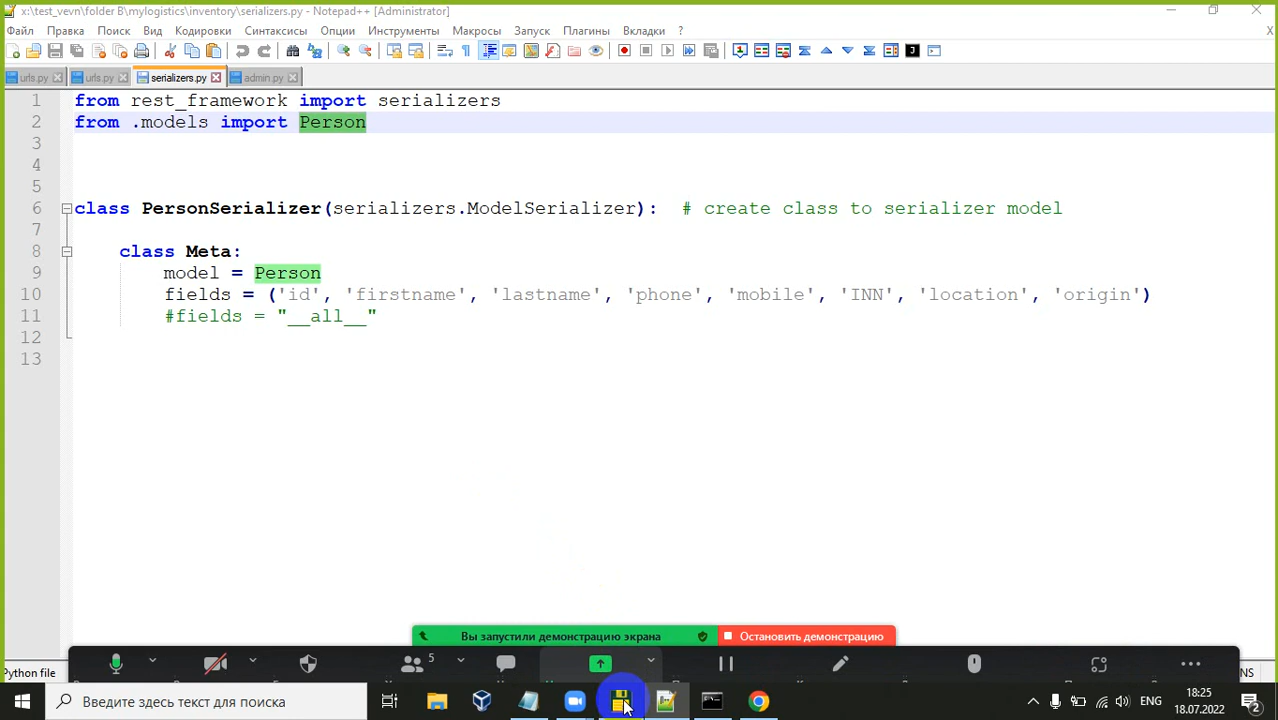 x:\test_vevn\folder B\mylogistics\inventory\serializers.py - Notepad++ [Administrator]
Файл Правка Поиск Вид Кодировки Синтаксисы Опции Инструменты Макросы Запуск Плагины Вкладки ? X
urls.py urls.py serializers.py admin.py
1 from rest_framework import serializers
2 from .models import Person
3
4
5
6 class PersonSerializer(serializers.ModelSerializer): # create class to serializer model
7
8 class Meta:
9 model = Person
10 fields = ('id', 'firstname', 'lastname', 'phone', 'mobile', 'INN', 'location', 'origin')
11 #fields = "__all__"
12
13
Вы запустили демонстрацию экрана Остановить демонстрацию
5
Python file NS
Введите здесь текст для поиска
ENG
18:25
18.07.2022
2